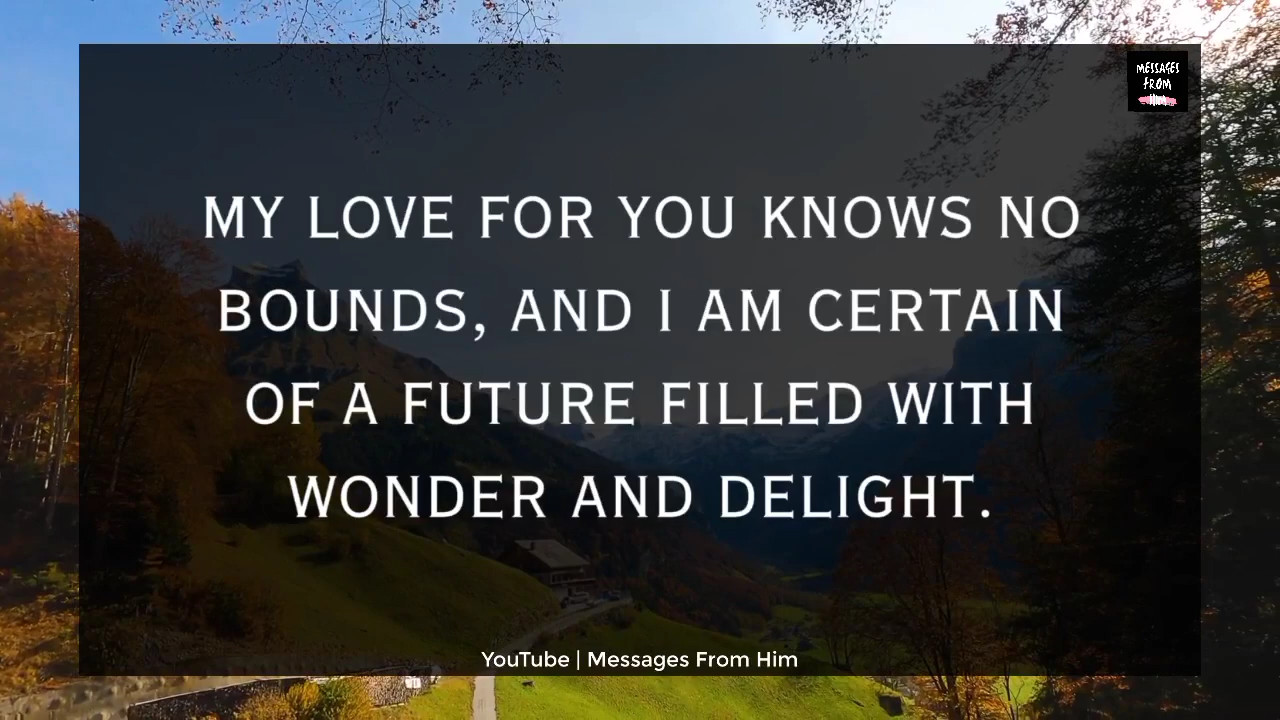 MESSAGES
FROM
HIM
MY LOVE FOR YOU KNOWS NO
BOUNDS, AND I AM CERTAIN
OF A FUTURE FILLED WITH
WONDER AND DELIGHT.
YouTube | Messages From Him